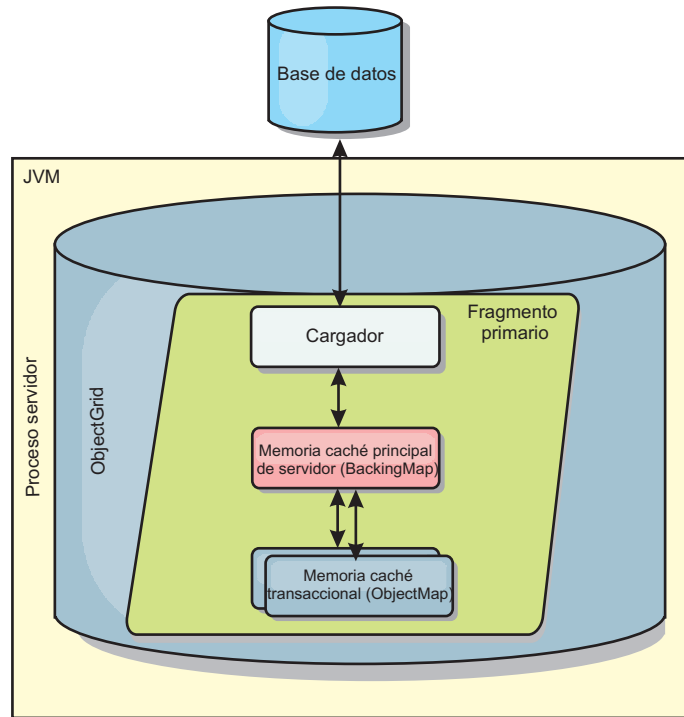 Base de datos
JVM
Proceso servidor
ObjectGrid
Fragmento
primario
Cargador
Memoria caché principal
de servidor (BackingMap)
Memoria caché
transaccional (ObjectMap)